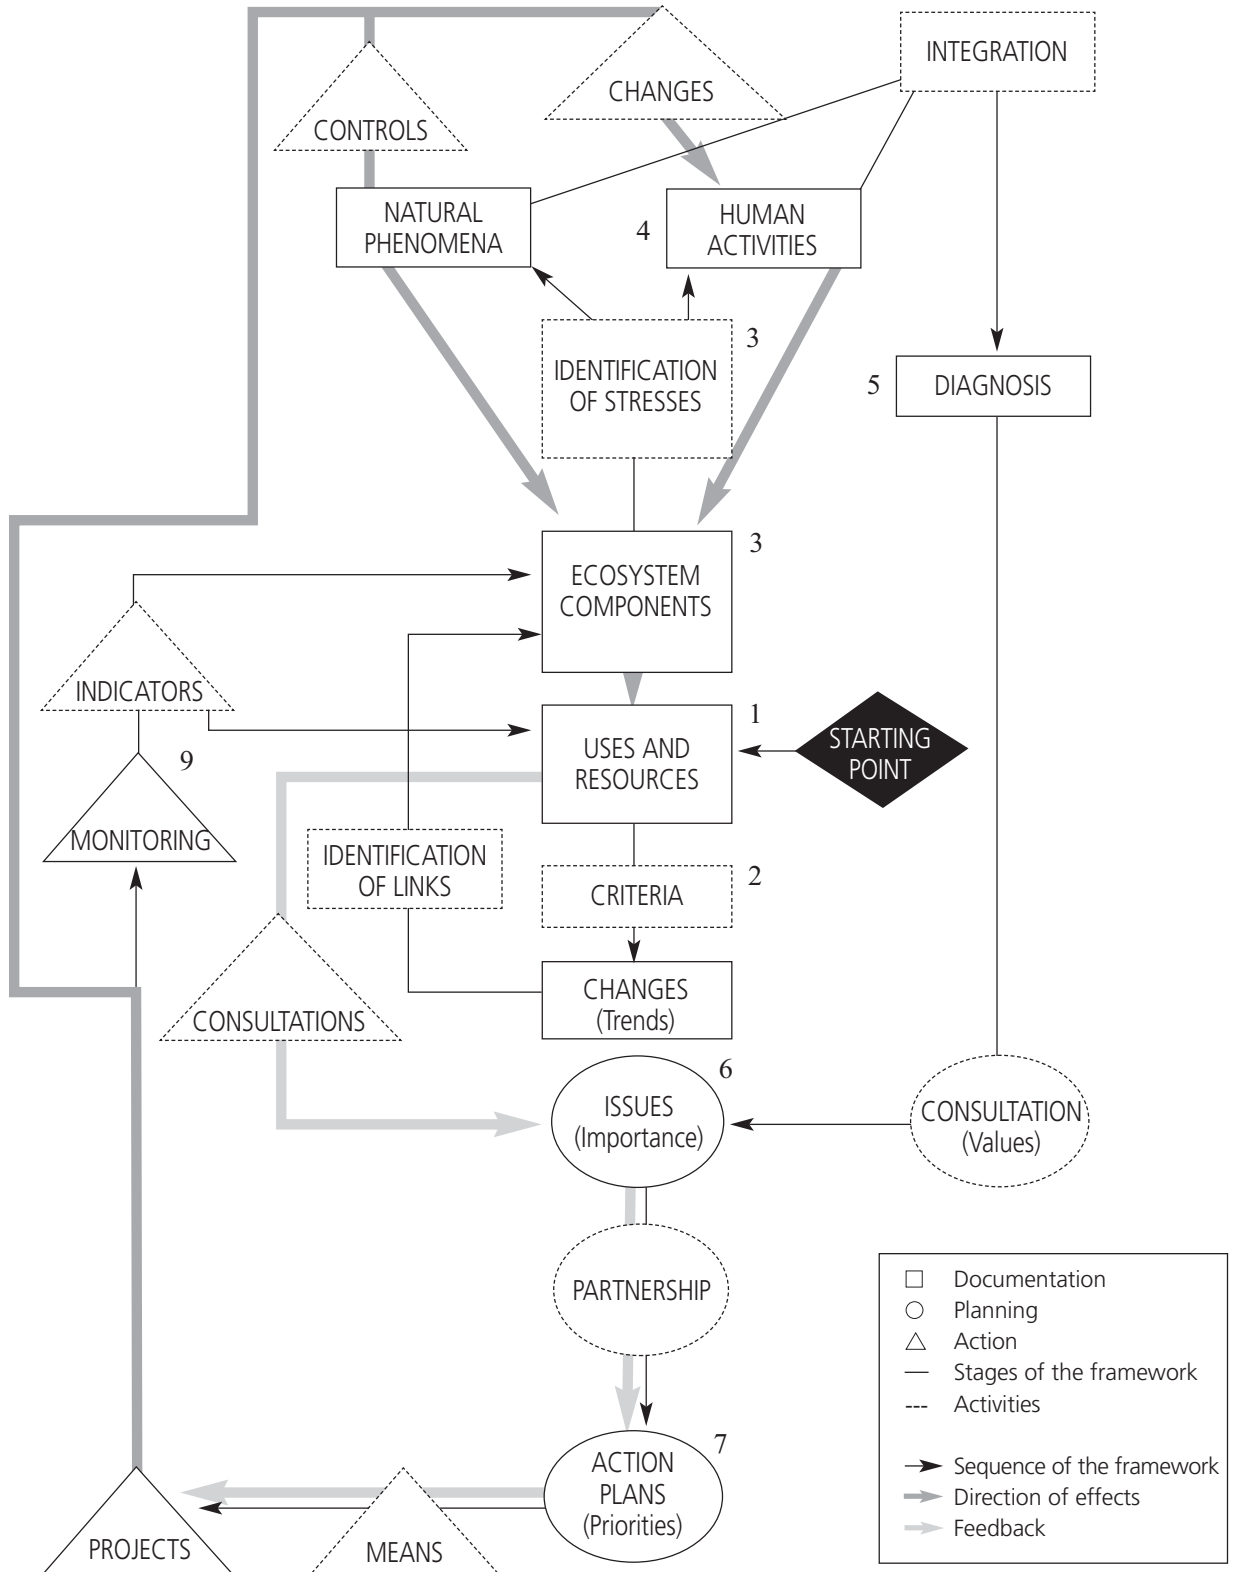 INTEGRATION
CHANGES
CONTROLS
NATURAL
PHENOMENA
4
HUMAN
ACTIVITIES
3
IDENTIFICATION
OF STRESSES
5
DIAGNOSIS
3
ECOSYSTEM
COMPONENTS
INDICATORS
1
USES AND
RESOURCES
STARTING
POINT
9
MONITORING
IDENTIFICATION
OF LINKS
2
CRITERIA
CHANGES
(Trends)
CONSULTATIONS
6
ISSUES
(Importance)
CONSULTATION
(Values)
PARTNERSHIP
7
ACTION
PLANS
(Priorities)
PROJECTS
MEANS
Documentation
Planning
Action
Stages of the framework
Activities
Sequence of the framework
Direction of effects
Feedback